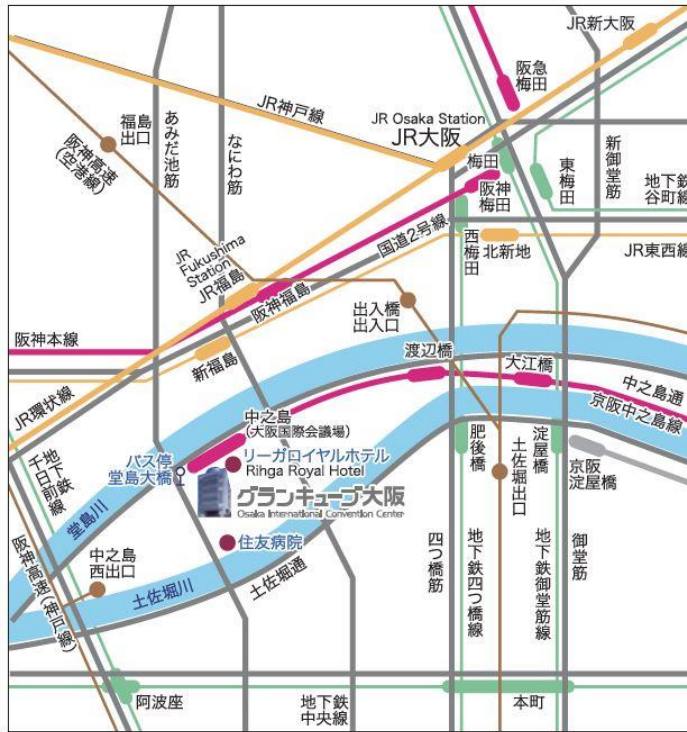 JR新大阪
阪急
梅田
JR神戸線
JR Osaka Station
JR大阪
福島
出口
あみだ池筋
なにわ筋
阪神高速
(空港線)
梅田
阪神
梅田
東梅田
新御堂筋
地下鉄
谷町線
国道2号線
西梅田
北新地
JR東西線
JR
Fukushima
Station
JR福島
阪神福島
出入橋
出入口
阪神本線
新福島
渡辺橋
大江橋
中之島通
京阪中之島線
JR環状線
中之島
(大阪国際会議場)
バス停
堂島大橋
リーガロイヤルホテル
Ringa Royal Hotel
グランキューブ大阪
Osaka International Convention Center
肥後橋
土佐堀出口
淀屋橋
京阪
淀屋橋
地下鉄
千日前線
堂島川
中之島
西出口
住友病院
土佐堀川
土佐堀通
阪神高速(神戸線)
四つ橋筋
地下鉄四つ橋線
地下鉄御堂筋線
御堂筋
阿波座
地下鉄
中央線
本町